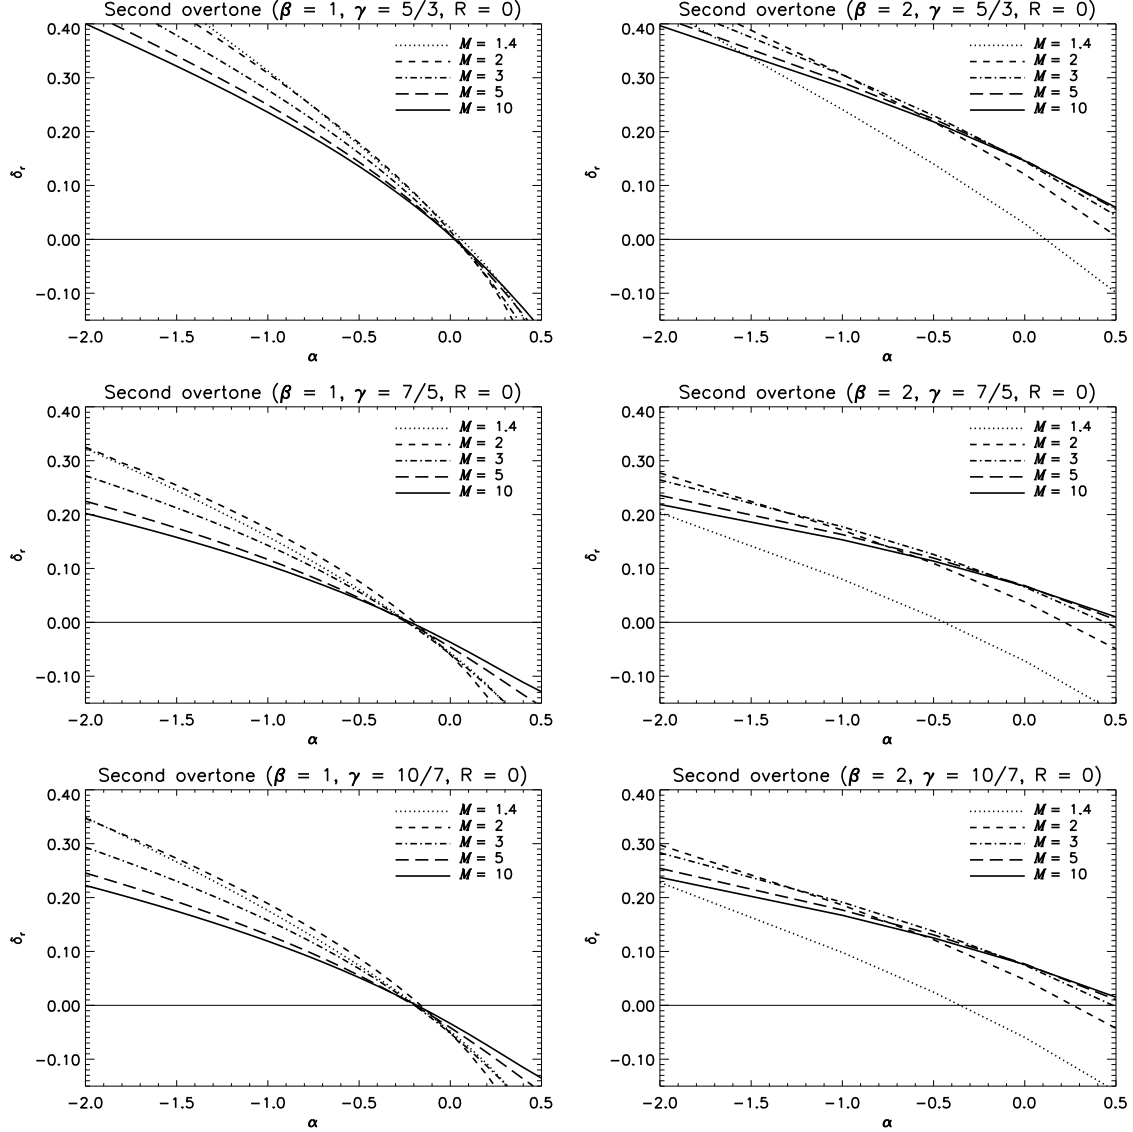 Second overtone (β = 1, γ = 5/3, R = 0)
0.40
0.30
0.20
0.10
0.00
−0.10
δr
M = 1.4
M = 2
M = 3
M = 5
M = 10
−2.0 −1.5 −1.0 −0.5 0.0 0.5
α
Second overtone (β = 2, γ = 5/3, R = 0)
0.40
0.30
0.20
0.10
0.00
−0.10
δr
M = 1.4
M = 2
M = 3
M = 5
M = 10
−2.0 −1.5 −1.0 −0.5 0.0 0.5
α
Second overtone (β = 1, γ = 7/5, R = 0)
0.40
0.30
0.20
0.10
0.00
−0.10
δr
M = 1.4
M = 2
M = 3
M = 5
M = 10
−2.0 −1.5 −1.0 −0.5 0.0 0.5
α
Second overtone (β = 2, γ = 7/5, R = 0)
0.40
0.30
0.20
0.10
0.00
−0.10
δr
M = 1.4
M = 2
M = 3
M = 5
M = 10
−2.0 −1.5 −1.0 −0.5 0.0 0.5
α
Second overtone (β = 1, γ = 10/7, R = 0)
0.40
0.30
0.20
0.10
0.00
−0.10
δr
M = 1.4
M = 2
M = 3
M = 5
M = 10
−2.0 −1.5 −1.0 −0.5 0.0 0.5
α
Second overtone (β = 2, γ = 10/7, R = 0)
0.40
0.30
0.20
0.10
0.00
−0.10
δr
M = 1.4
M = 2
M = 3
M = 5
M = 10
−2.0 −1.5 −1.0 −0.5 0.0 0.5
α